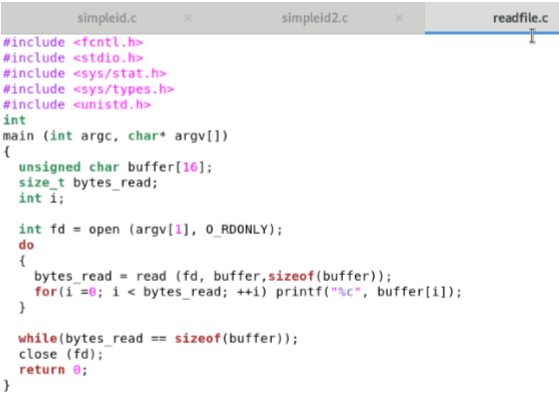 simpleid.c × simpleid2.c × readfile.c
#include <fcntl.h>
#include <stdio.h>
#include <sys/stat.h>
#include <sys/types.h>
#include <unistd.h>
int
main (int argc, char* argv[])
{
  unsigned char buffer[16];
  size_t bytes_read;
  int i;

  int fd = open (argv[1], O_RDONLY);
  do
  {
    bytes_read = read (fd, buffer,sizeof(buffer));
    for(i =0; i < bytes_read; ++i) printf("%c", buffer[i]);
  }

  while(bytes_read == sizeof(buffer));
  close (fd);
  return 0;
}